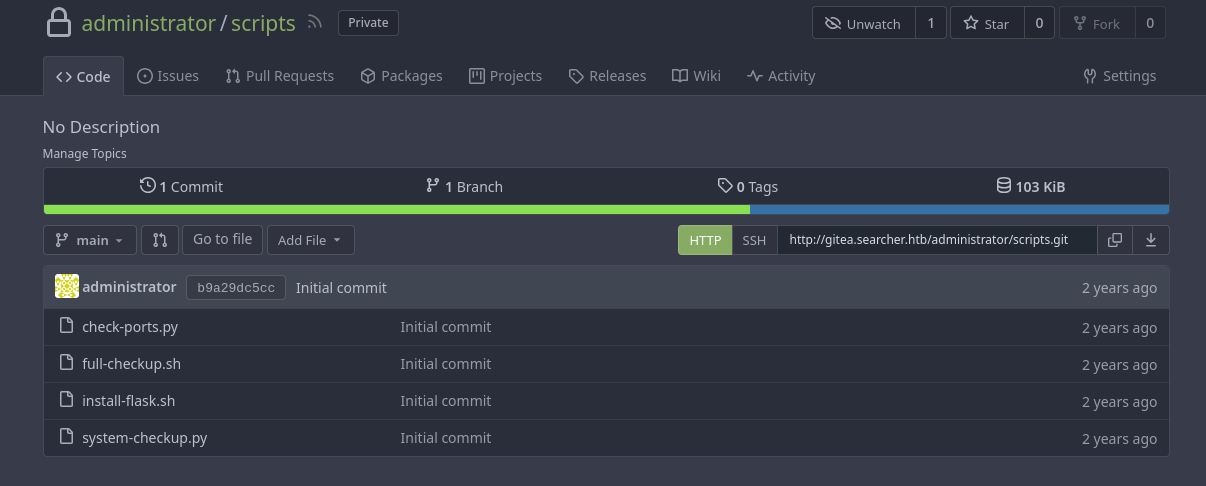 administrator / scripts Private Unwatch 1 Star 0 Fork 0
Code Issues Pull Requests Packages Projects Releases Wiki Activity Settings
No Description
Manage Topics
1 Commit 1 Branch 0 Tags 103 KiB
main Go to file Add File HTTP SSH http://gitea.searcher.htb/administrator/scripts.git
administrator b9a29dc5cc Initial commit 2 years ago
check-ports.py Initial commit 2 years ago
full-checkup.sh Initial commit 2 years ago
install-flask.sh Initial commit 2 years ago
system-checkup.py Initial commit 2 years ago